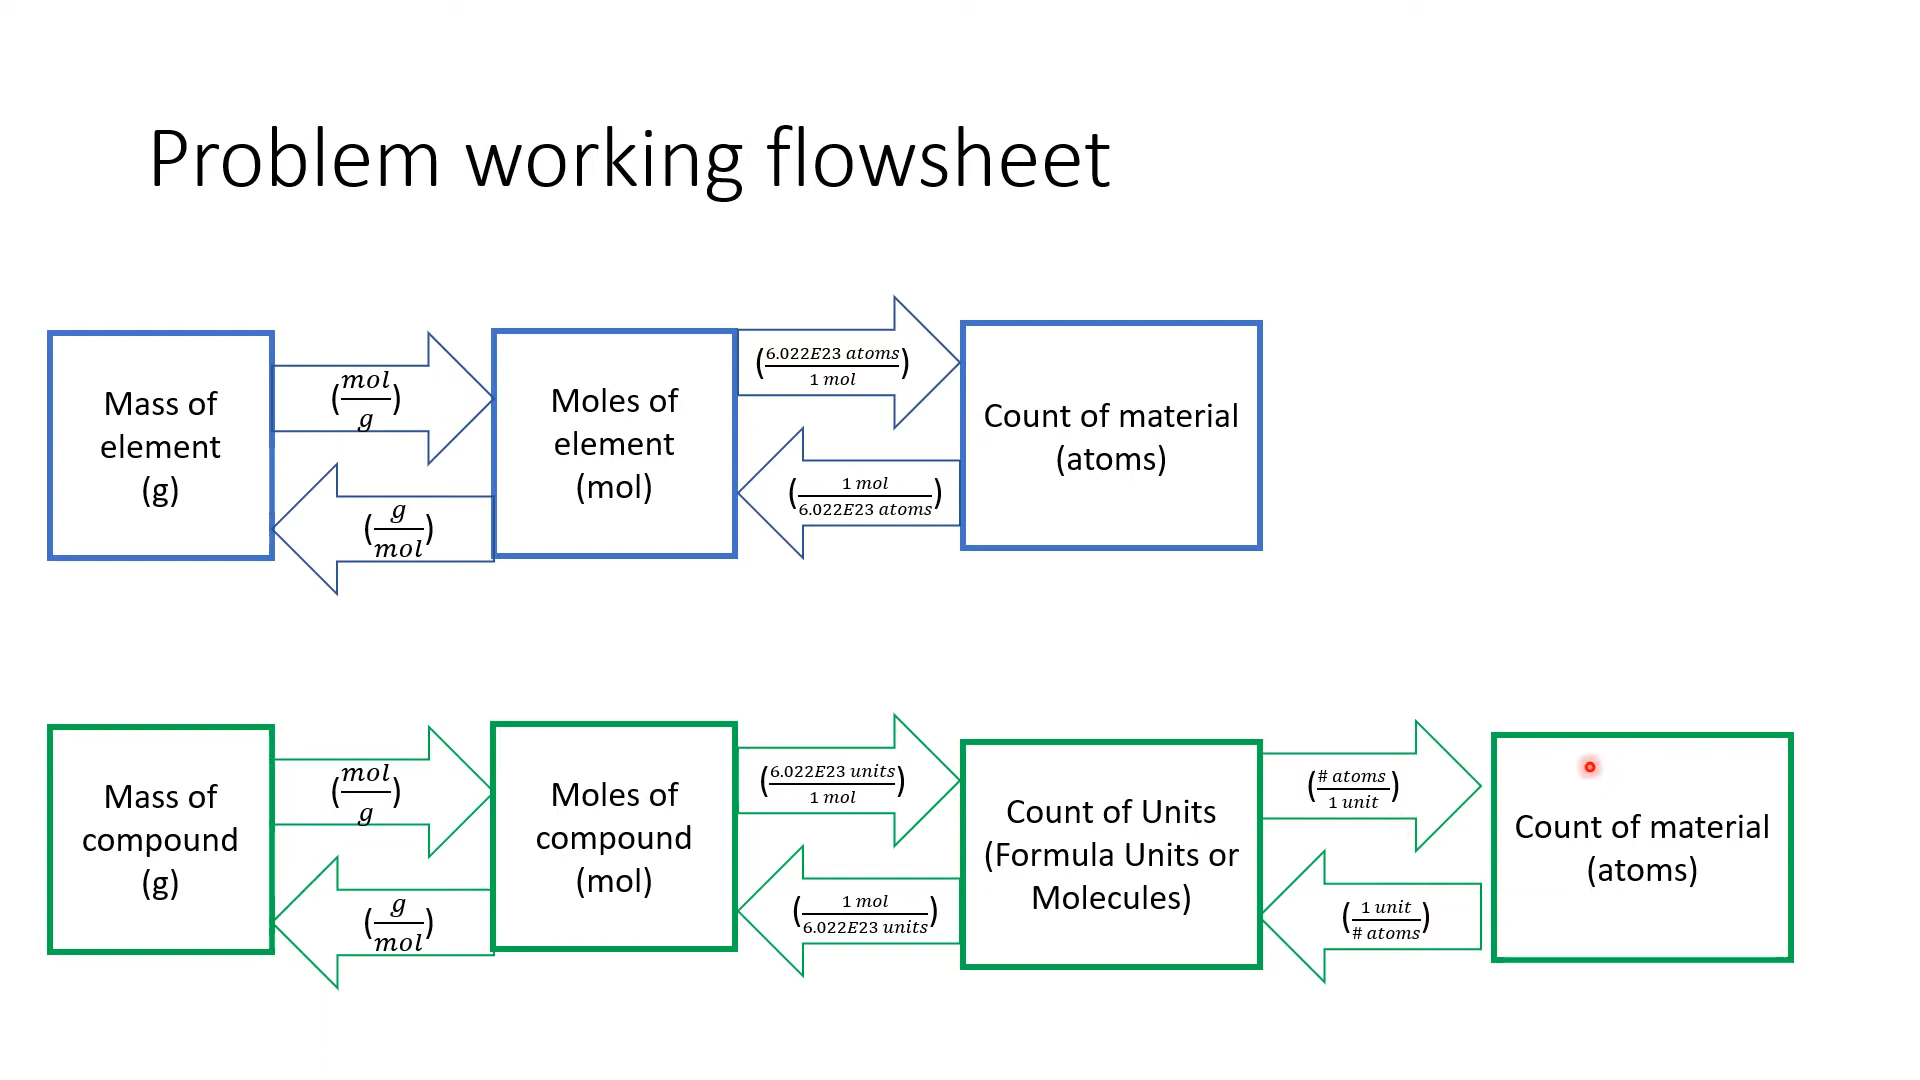 Problem working flowsheet
Mass of
element
(g)
(mol/g)
(g/mol)
Moles of
element
(mol)
(6.022E23 atoms/1 mol)
(1 mol/6.022E23 atoms)
Count of material
(atoms)
Mass of
compound
(g)
(mol/g)
(g/mol)
Moles of
compound
(mol)
(6.022E23 units/1 mol)
(1 mol/6.022E23 units)
Count of Units
(Formula Units or
Molecules)
(# atoms/1 unit)
(1 unit/# atoms)
Count of material
(atoms)